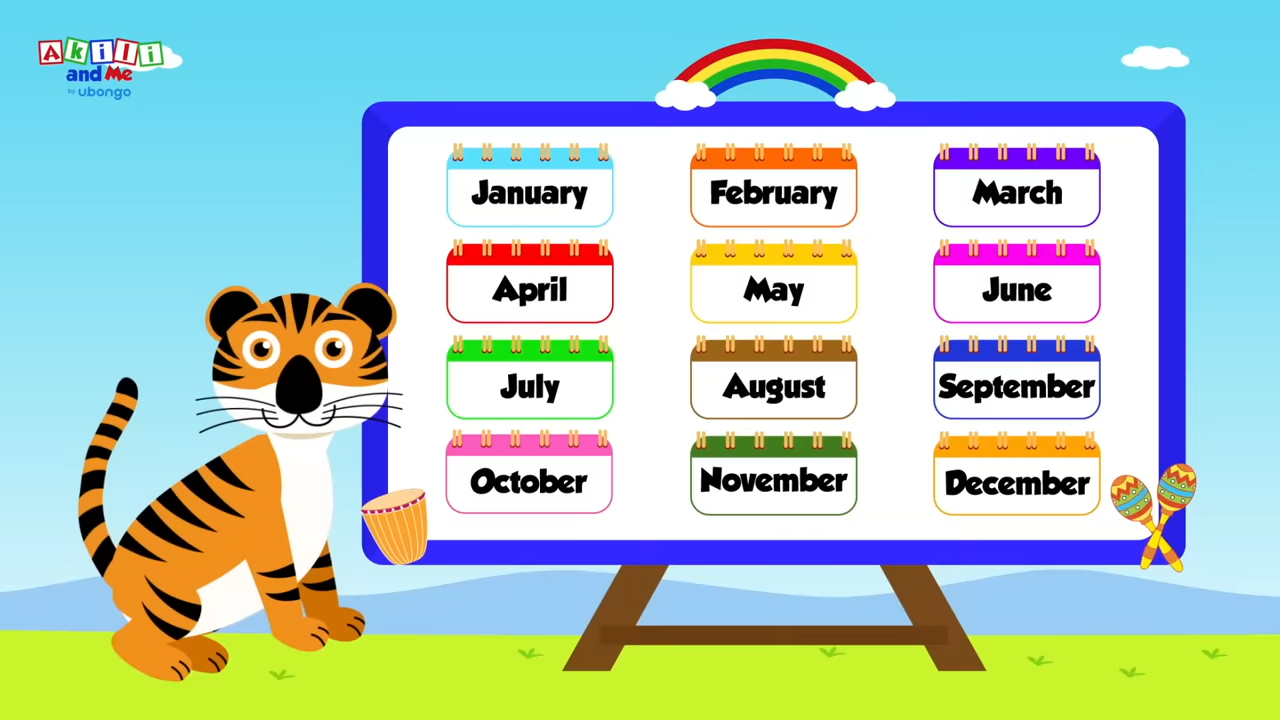 Akili
and Me
by ubongo
January
February
March
April
May
June
July
August
September
October
November
December